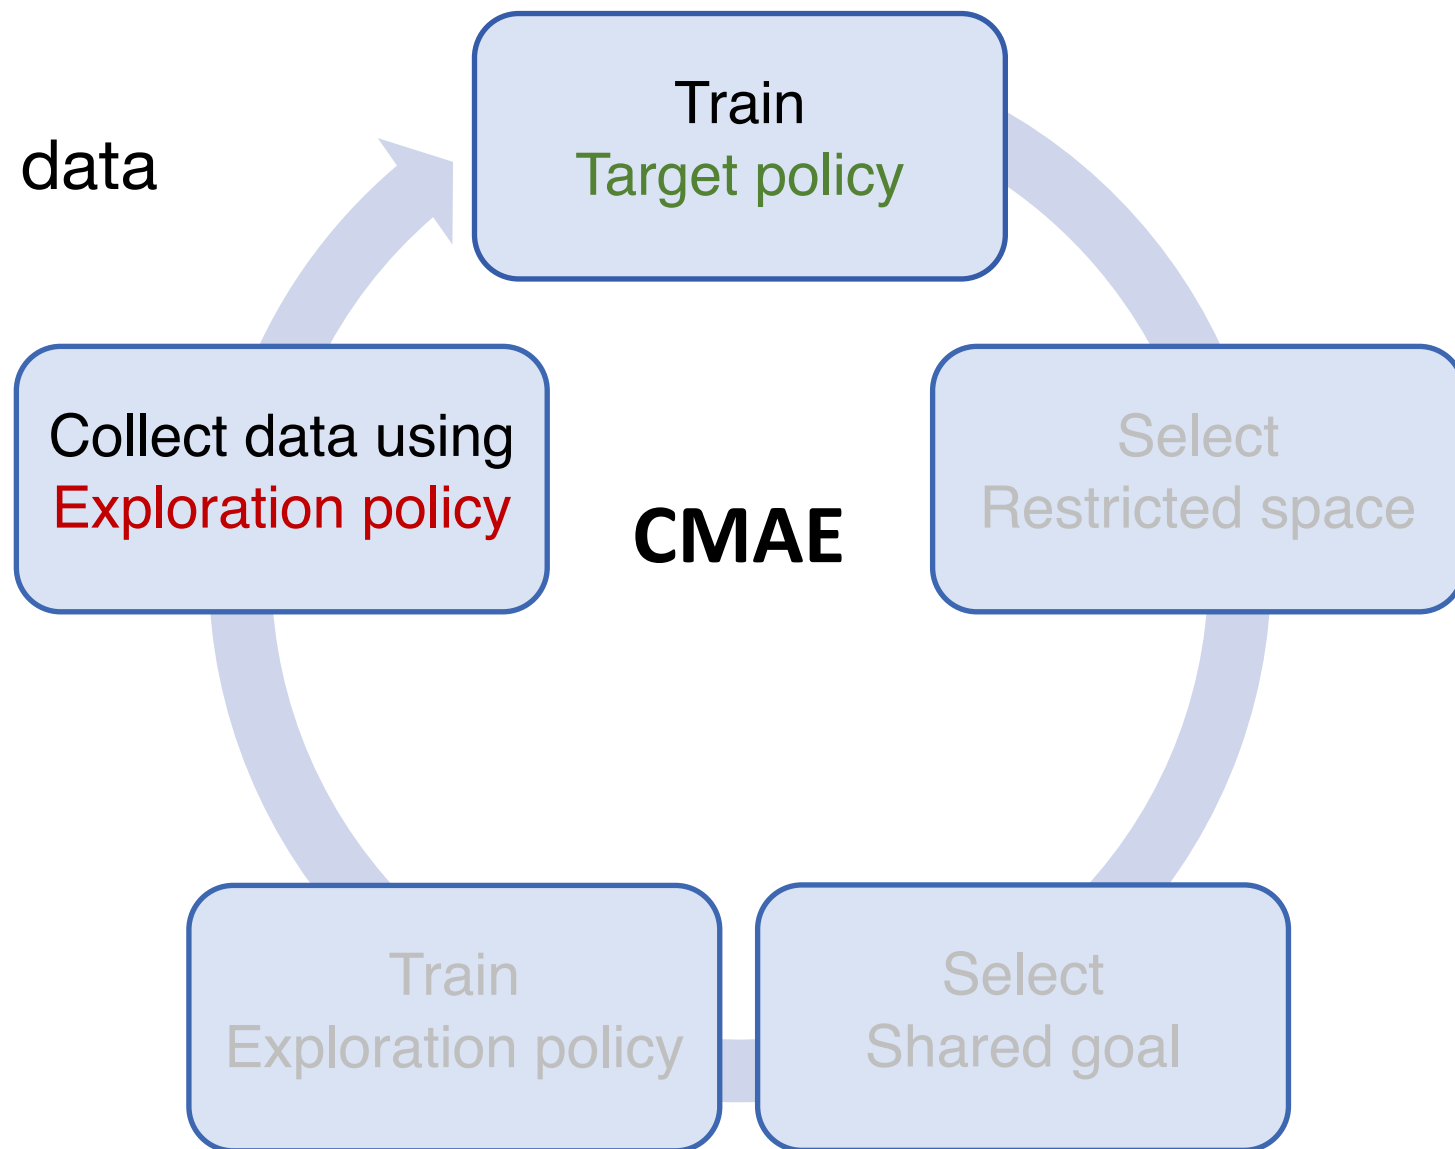 Train
Target policy
data
Collect data using
Exploration policy
CMAE
Select
Restricted space
Train
Exploration policy
Select
Shared goal